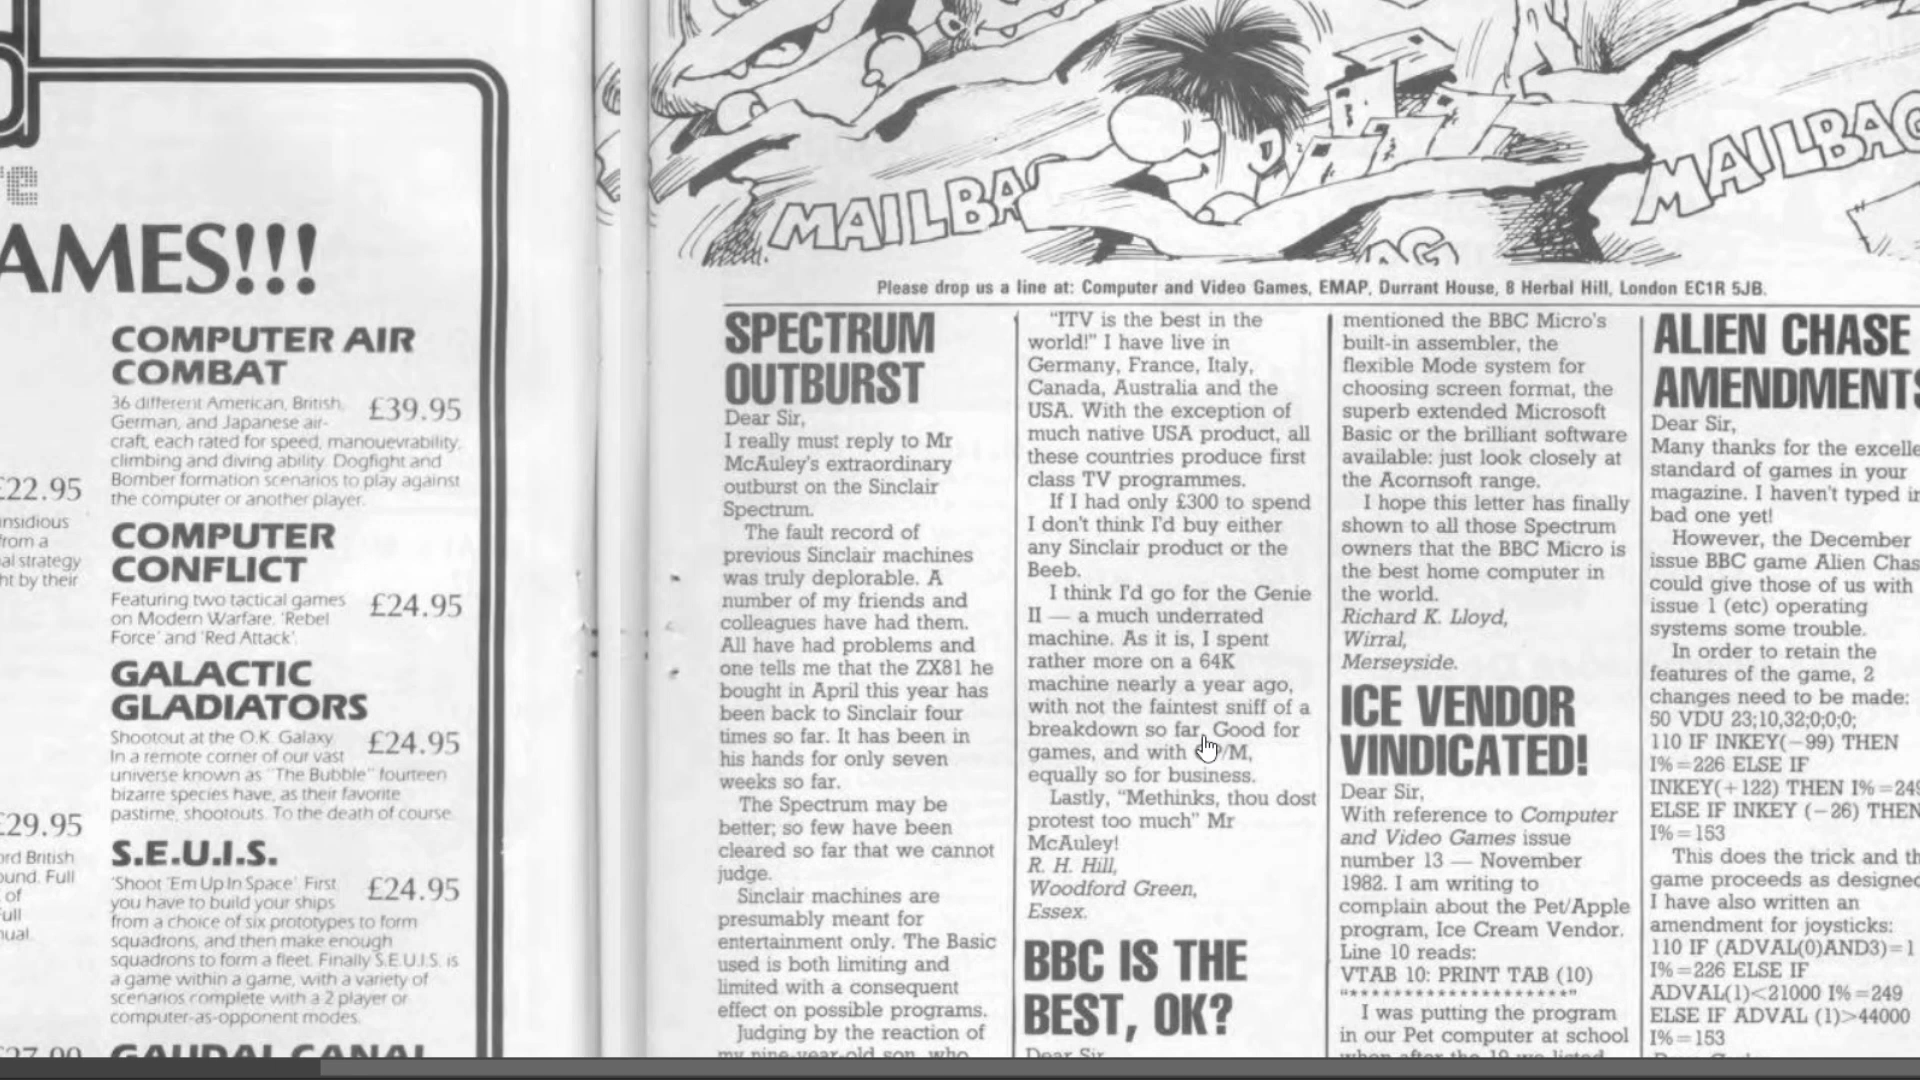 AMES!!!
£22.95
insidious
from a
al strategy
ht by their
£29.95
ord British
ound. Full
of
Full
nual.
COMPUTER AIR
COMBAT
£39.95
36 different American, British,
German, and Japanese air-
craft, each rated for speed, manouevrability,
climbing and diving ability. Dogfight and
Bomber formation scenarios to play against
the computer or another player.
COMPUTER
CONFLICT
£24.95
Featuring two tactical games
on Modern Warfare. 'Rebel
Force' and 'Red Attack'.
GALACTIC
GLADIATORS
£24.95
Shootout at the O.K. Galaxy
In a remote corner of our vast
universe known as "The Bubble" fourteen
bizarre species have, as their favorite
pastime, shootouts. To the death of course.
S.E.U.I.S.
£24.95
'Shoot 'Em Up In Space'. First
you have to build your ships
from a choice of six prototypes to form
squadrons, and then make enough
squadrons to form a fleet. Finally S.E.U.I.S. is
a game within a game, with a variety of
scenarios complete with a 2 player or
computer-as-opponent modes.
MAILBA
AG
MAILBAG
Please drop us a line at: Computer and Video Games, EMAP, Durrant House, 8 Herbal Hill, London EC1R 5JB.
SPECTRUM
OUTBURST
Dear Sir,
I really must reply to Mr
McAuley's extraordinary
outburst on the Sinclair
Spectrum.
The fault record of
previous Sinclair machines
was truly deplorable. A
number of my friends and
colleagues have had them.
All have had problems and
one tells me that the ZX81 he
bought in April this year has
been back to Sinclair four
times so far. It has been in
his hands for only seven
weeks so far.
The Spectrum may be
better; so few have been
cleared so far that we cannot
judge.
Sinclair machines are
presumably meant for
entertainment only. The Basic
used is both limiting and
limited with a consequent
effect on possible programs.
Judging by the reaction of
my nine-year-old son, who
"ITV is the best in the
world!" I have live in
Germany, France, Italy,
Canada, Australia and the
USA. With the exception of
much native USA product, all
these countries produce first
class TV programmes.
If I had only £300 to spend
I don't think I'd buy either
any Sinclair product or the
Beeb.
I think I'd go for the Genie
II — a much underrated
machine. As it is, I spent
rather more on a 64K
machine nearly a year ago,
with not the faintest sniff of a
breakdown so far. Good for
games, and with CP/M,
equally so for business.
Lastly, "Methinks, thou dost
protest too much" Mr
McAuley!
R. H. Hill,
Woodford Green,
Essex.
BBC IS THE
BEST, OK?
Dear Sir
mentioned the BBC Micro's
built-in assembler, the
flexible Mode system for
choosing screen format, the
superb extended Microsoft
Basic or the brilliant software
available: just look closely at
the Acornsoft range.
I hope this letter has finally
shown to all those Spectrum
owners that the BBC Micro is
the best home computer in
the world.
Richard K. Lloyd,
Wirral,
Merseyside.
ICE VENDOR
VINDICATED!
Dear Sir,
With reference to Computer
and Video Games issue
number 13 — November
1982. I am writing to
complain about the Pet/Apple
program, Ice Cream Vendor.
Line 10 reads:
VTAB 10: PRINT TAB (10)
"********************"
I was putting the program
in our Pet computer at school
ALIEN CHASE
AMENDMENTS
Dear Sir,
Many thanks for the excelle
standard of games in your
magazine. I haven't typed in
bad one yet!
However, the December
issue BBC game Alien Chas
could give those of us with
issue 1 (etc) operating
systems some trouble.
In order to retain the
features of the game, 2
changes need to be made:
50 VDU 23;10,32;0;0;0;
110 IF INKEY(−99) THEN
I%=226 ELSE IF
INKEY(+122) THEN I%=249
ELSE IF INKEY (−26) THEN
I%=153
This does the trick and th
game proceeds as designed
I have also written an
amendment for joysticks:
110 IF (ADVAL(0)AND3)=1
I%=226 ELSE IF
ADVAL(1)<21000 I%=249
ELSE IF ADVAL (1)>44000
I%=153